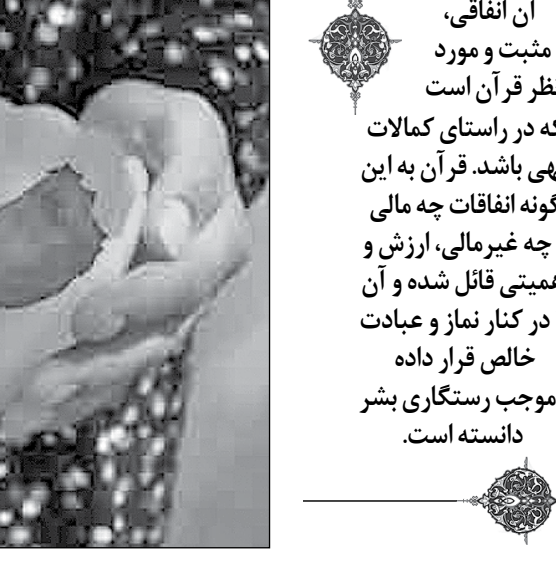 آن انفاقی،
مثبت و مورد
نظر قرآن است
که در راستای کمالات
الهی باشد. قرآن به این
گونه انفاقات چه مالی
چه غیرمالی، ارزش و
اهمیتی قائل شده و آن
در کنار نماز و عبادت
خالص قرار داده
موجب رستگاری بشر
دانسته است.